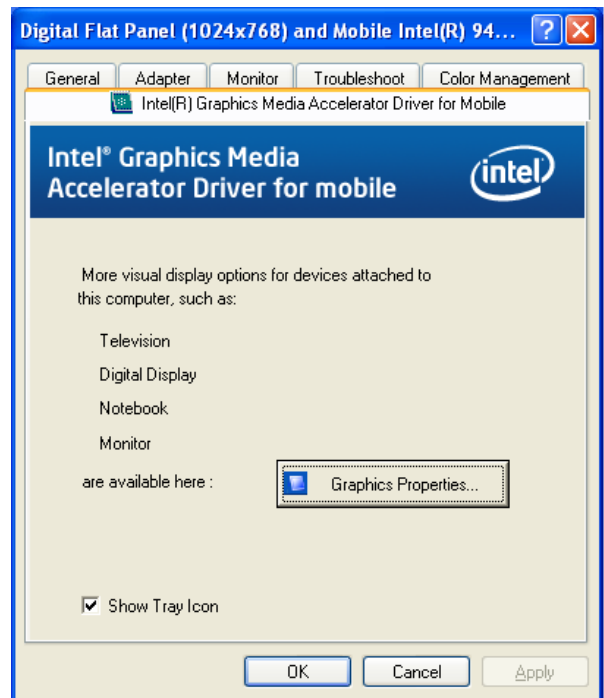 Digital Flat Panel (1024x768) and Mobile Intel(R) 94...
General Adapter Monitor Troubleshoot Color Management
Intel(R) Graphics Media Accelerator Driver for Mobile
Intel® Graphics Media
Accelerator Driver for mobile
intel
More visual display options for devices attached to
this computer, such as:
Television
Digital Display
Notebook
Monitor
are available here :
Graphics Properties...
Show Tray Icon
OK Cancel Apply